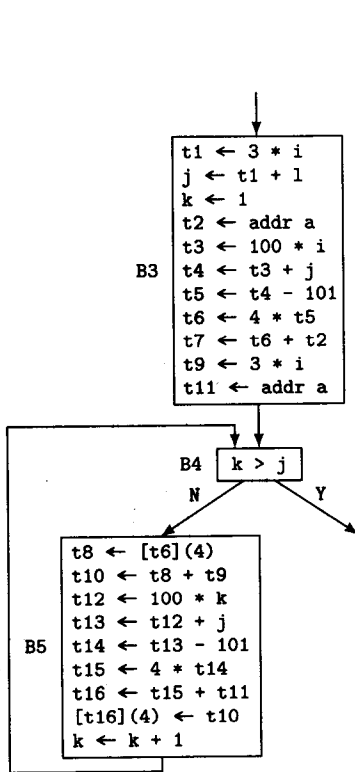 t1 ← 3 * i
j ← t1 + l
k ← 1
t2 ← addr a
t3 ← 100 * i
B3
t4 ← t3 + j
t5 ← t4 - 101
t6 ← 4 * t5
t7 ← t6 + t2
t9 ← 3 * i
t11 ← addr a
B4 k > j
N Y
t8 ← [t6](4)
t10 ← t8 + t9
t12 ← 100 * k
t13 ← t12 + j
B5 t14 ← t13 - 101
t15 ← 4 * t14
t16 ← t15 + t11
[t16](4) ← t10
k ← k + 1